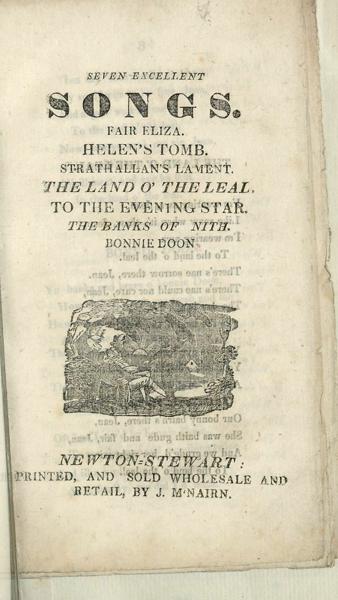 SEVEN EXCELLENT
SONGS.
FAIR ELIZA.
HELEN'S TOMB.
STRATHALLAN'S LAMENT.
THE LAND O' THE LEAL.
TO THE EVENING STAR.
THE BANKS OF NITH.
BONNIE DOON
NEWTON-STEWART:
PRINTED, AND SOLD WHOLESALE AND
RETAIL, BY J. M'NAIRN.